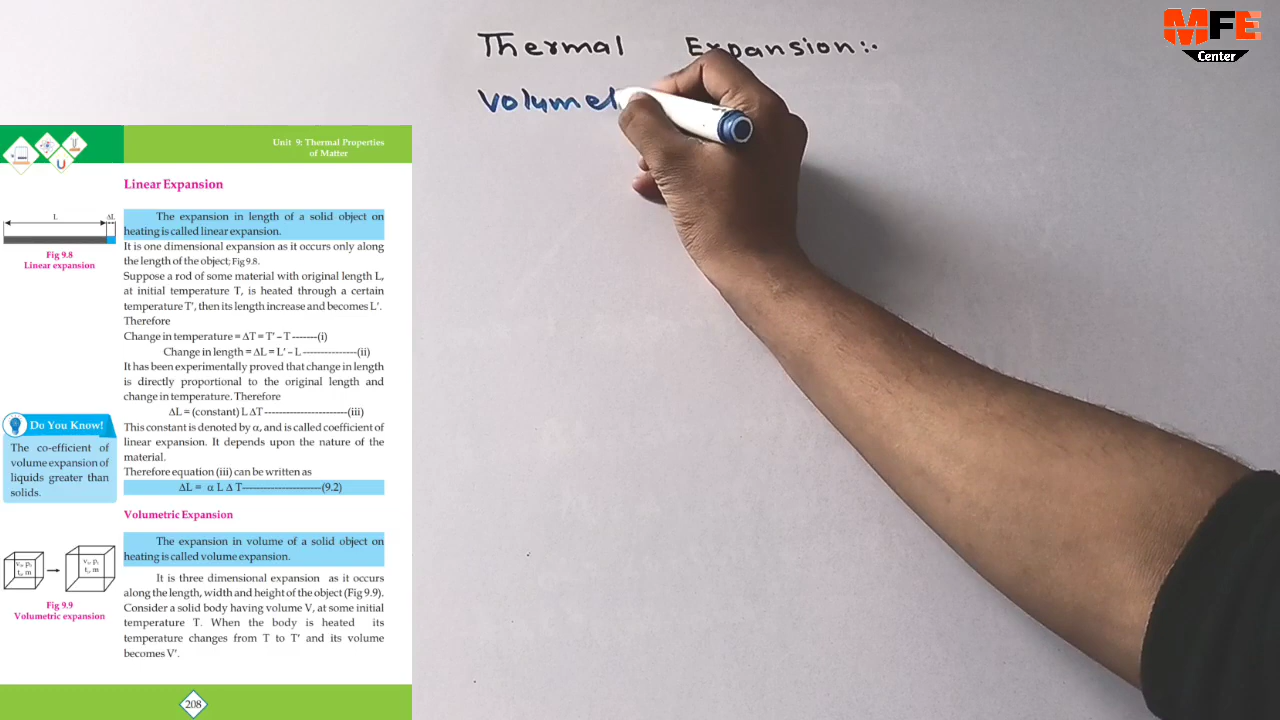 Thermal Expansion:-
Volumet
MFE
Center
Unit 9: Thermal Properties
of Matter
Linear Expansion
The expansion in length of a solid object on
heating is called linear expansion.
It is one dimensional expansion as it occurs only along
the length of the object; Fig 9.8.
Suppose a rod of some material with original length L,
at initial temperature T, is heated through a certain
temperature T′, then its length increase and becomes L′.
Therefore
Change in temperature = ΔT = T′ – T -------(i)
Change in length = ΔL = L′ – L ---------------(ii)
It has been experimentally proved that change in length
is directly proportional to the original length and
change in temperature. Therefore
ΔL = (constant) L ΔT -----------------------(iii)
This constant is denoted by α, and is called coefficient of
linear expansion. It depends upon the nature of the
material.
Therefore equation (iii) can be written as
ΔL = α L Δ T----------------------(9.2)
Volumetric Expansion
The expansion in volume of a solid object on
heating is called volume expansion.
It is three dimensional expansion as it occurs
along the length, width and height of the object (Fig 9.9).
Consider a solid body having volume V, at some initial
temperature T. When the body is heated its
temperature changes from T to T′ and its volume
becomes V′.
L ΔL
Fig 9.8
Linear expansion
Do You Know!
The co-efficient of
volume expansion of
liquids greater than
solids.
Fig 9.9
Volumetric expansion
208